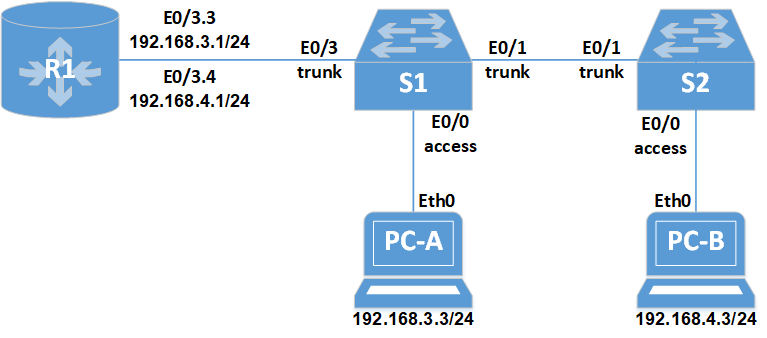 E0/3.3
192.168.3.1/24
R1
E0/3.4
192.168.4.1/24
E0/3
trunk
S1
E0/1
trunk
E0/1
trunk
S2
E0/0
access
E0/0
access
Eth0
PC-A
192.168.3.3/24
Eth0
PC-B
192.168.4.3/24